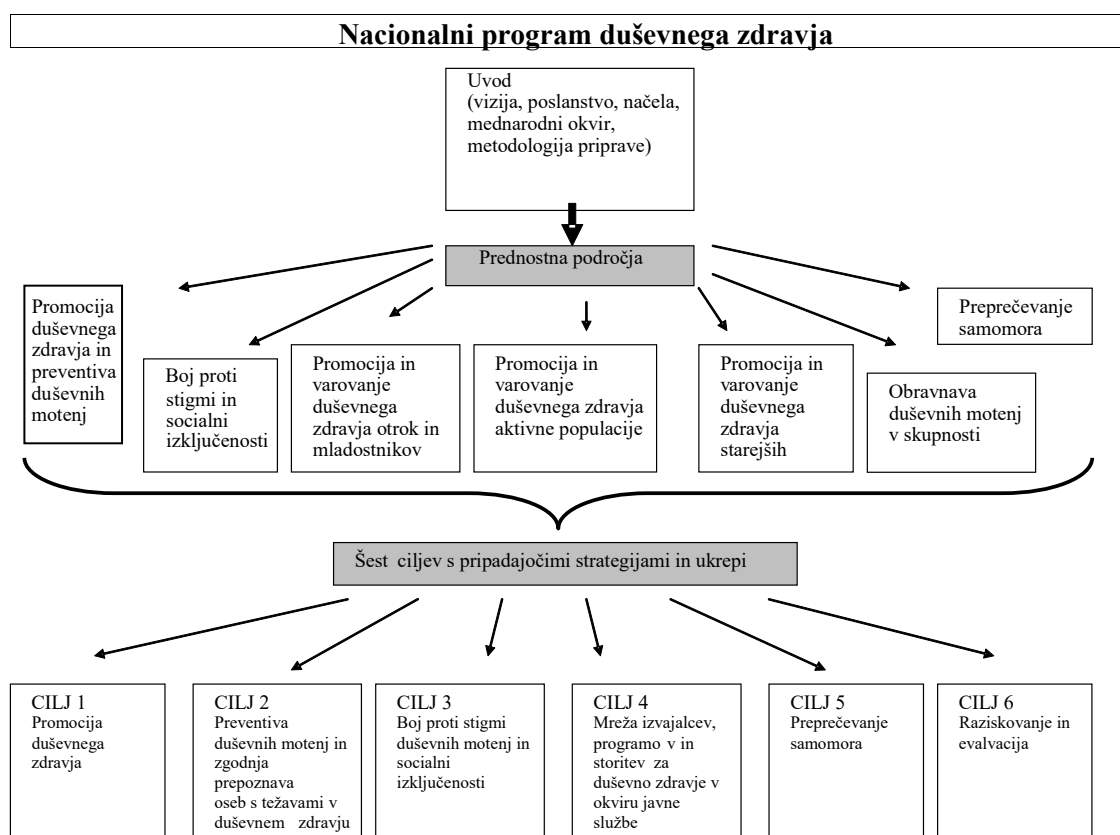 Nacionalni program duševnega zdravja
Uvod
(vizija, poslanstvo, načela,
mednarodni okvir,
metodologija priprave)
Prednostna področja
Promocija
duševnega
zdravja in
preventiva
duševnih
motenj
Boj proti
stigmi in
socialni
izključenosti
Promocija in
varovanje
duševnega
zdravja otrok in
mladostnikov
Promocija in
varovanje
duševnega zdravja
aktivne populacije
Promocija in
varovanje
duševnega
zdravja
starejših
Obravnava
duševnih motenj
v skupnosti
Preprečevanje
samomora
Šest ciljev s pripadajočimi strategijami in ukrepi
CILJ 1
Promocija
duševnega
zdravja
CILJ 2
Preventiva
duševnih motenj in
zgodnja
prepoznava
oseb s težavami v
duševnem zdravju
CILJ 3
Boj proti stigmi
duševnih motenj in
socialni
izključenosti
CILJ 4
Mreža izvajalcev,
programo v in
storitev za
duševno zdravje v
okviru javne
službe
CILJ 5
Preprečevanje
samomora
CILJ 6
Raziskovanje in
evalvacija